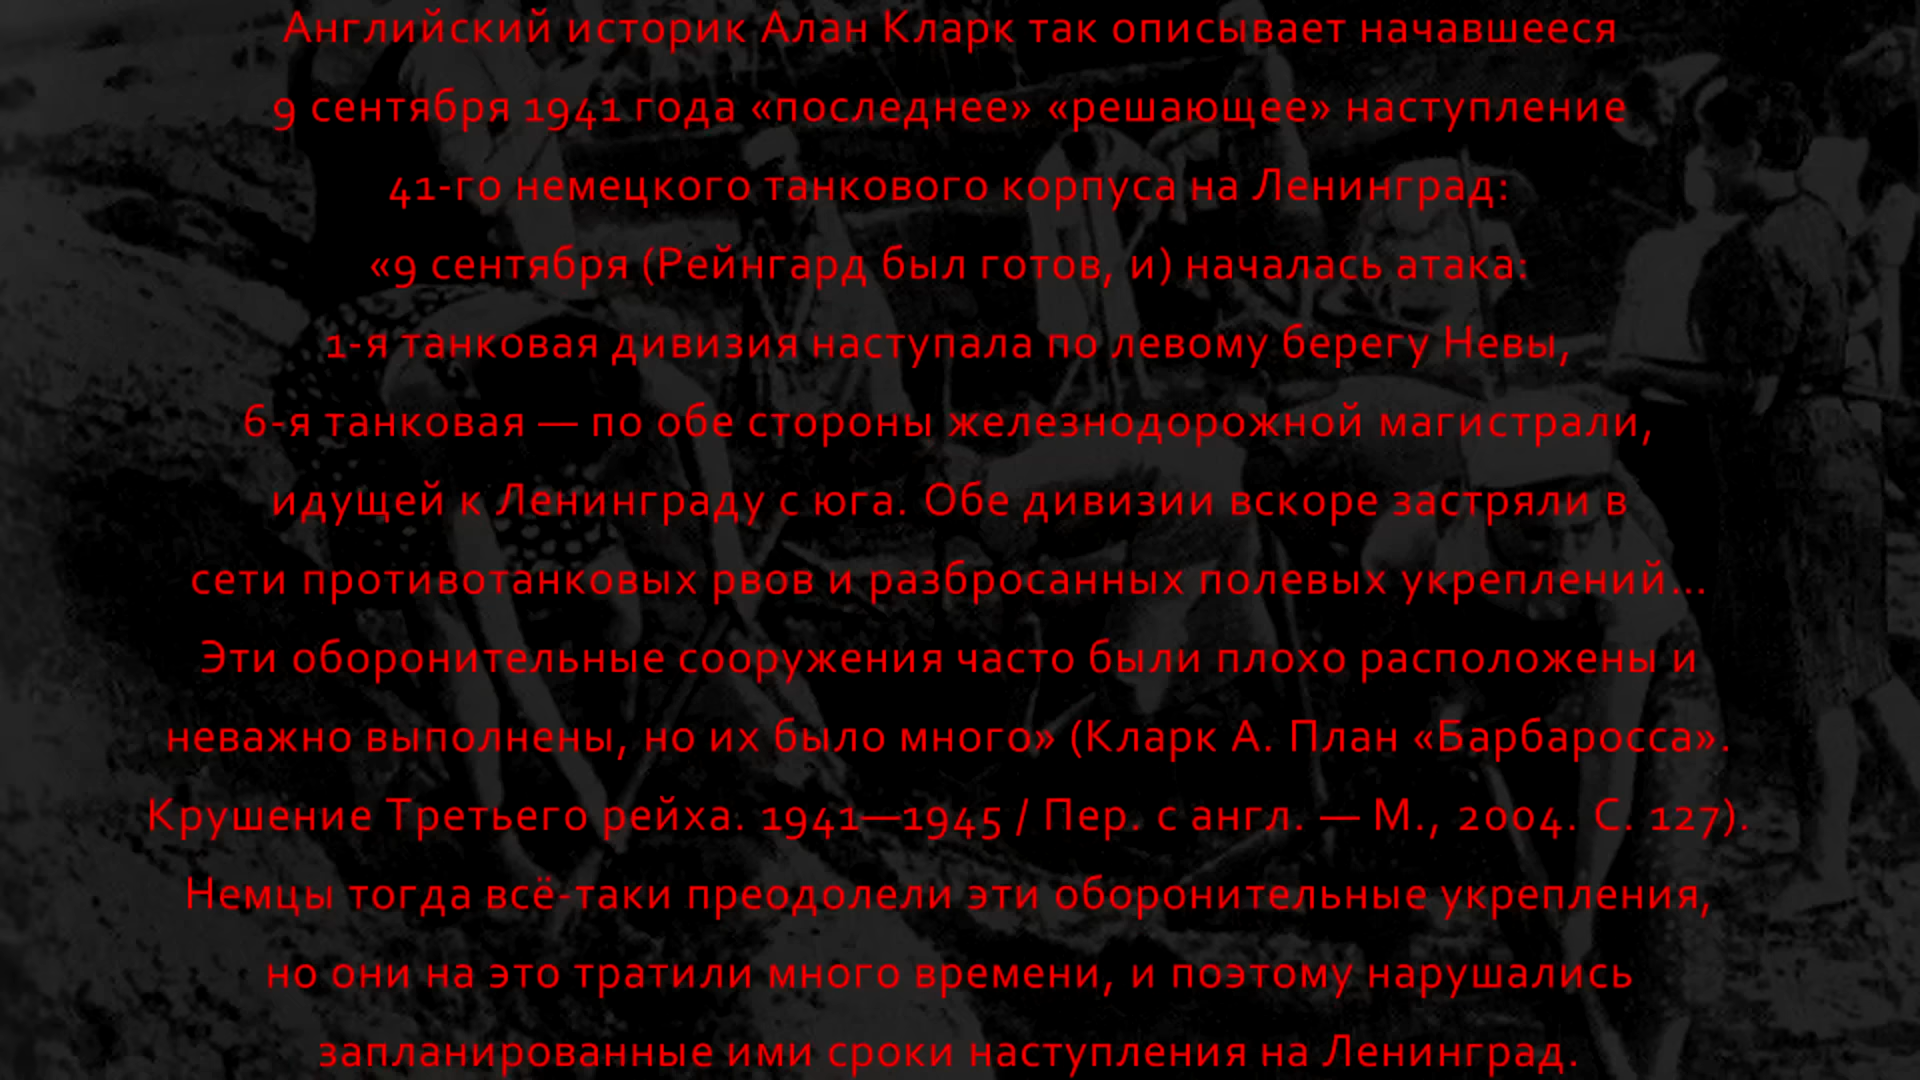 Английский историк Алан Кларк так описывает начавшееся
9 сентября 1941 года «последнее» «решающее» наступление
41-го немецкого танкового корпуса на Ленинград:
«9 сентября (Рейнгард был готов, и) началась атака:
1-я танковая дивизия наступала по левому берегу Невы,
6-я танковая — по обе стороны железнодорожной магистрали,
идущей к Ленинграду с юга. Обе дивизии вскоре застряли в
сети противотанковых рвов и разбросанных полевых укреплений...
Эти оборонительные сооружения часто были плохо расположены и
неважно выполнены, но их было много» (Кларк А. План «Барбаросса».
Крушение Третьего рейха. 1941—1945 / Пер. с англ. — М., 2004. С. 127).
Немцы тогда всё-таки преодолели эти оборонительные укрепления,
но они на это тратили много времени, и поэтому нарушались
запланированные ими сроки наступления на Ленинград.